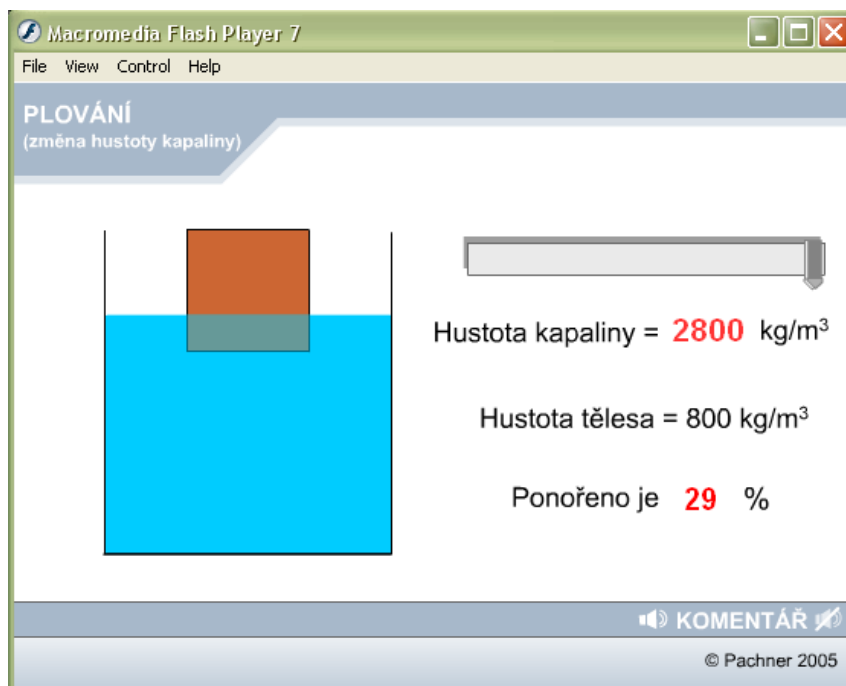 Macromedia Flash Player 7
File View Control Help
PLOVÁNÍ
(změna hustoty kapaliny)
Hustota kapaliny = 2800 kg/m³
Hustota tělesa = 800 kg/m³
Ponořeno je 29 %
KOMENTÁŘ
© Pachner 2005